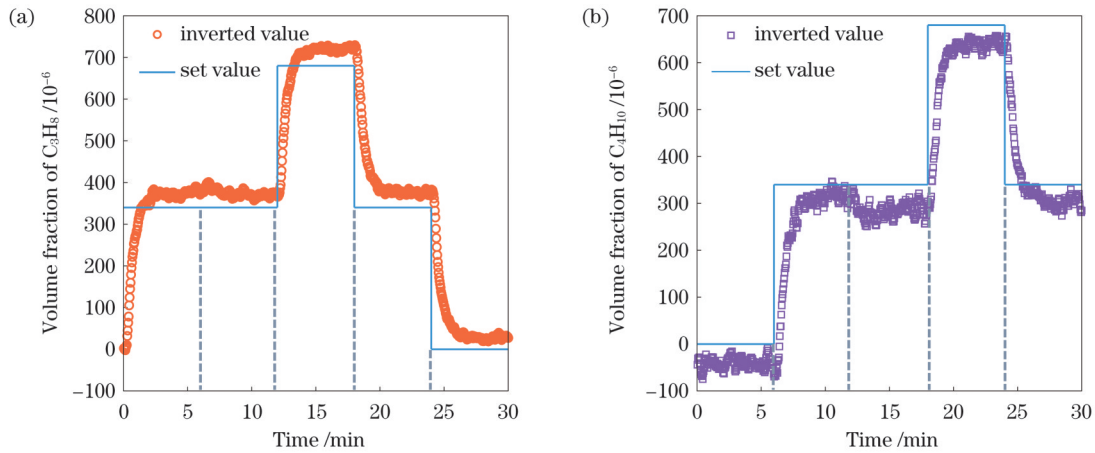 (a)
800
700
600
500
400
300
200
100
0
−100
Volume fraction of C₃H₈ /10⁻⁶
inverted value
set value
0 5 10 15 20 25 30
Time /min
(b)
700
600
500
400
300
200
100
0
−100
Volume fraction of C₄H₁₀ /10⁻⁶
inverted value
set value
0 5 10 15 20 25 30
Time /min